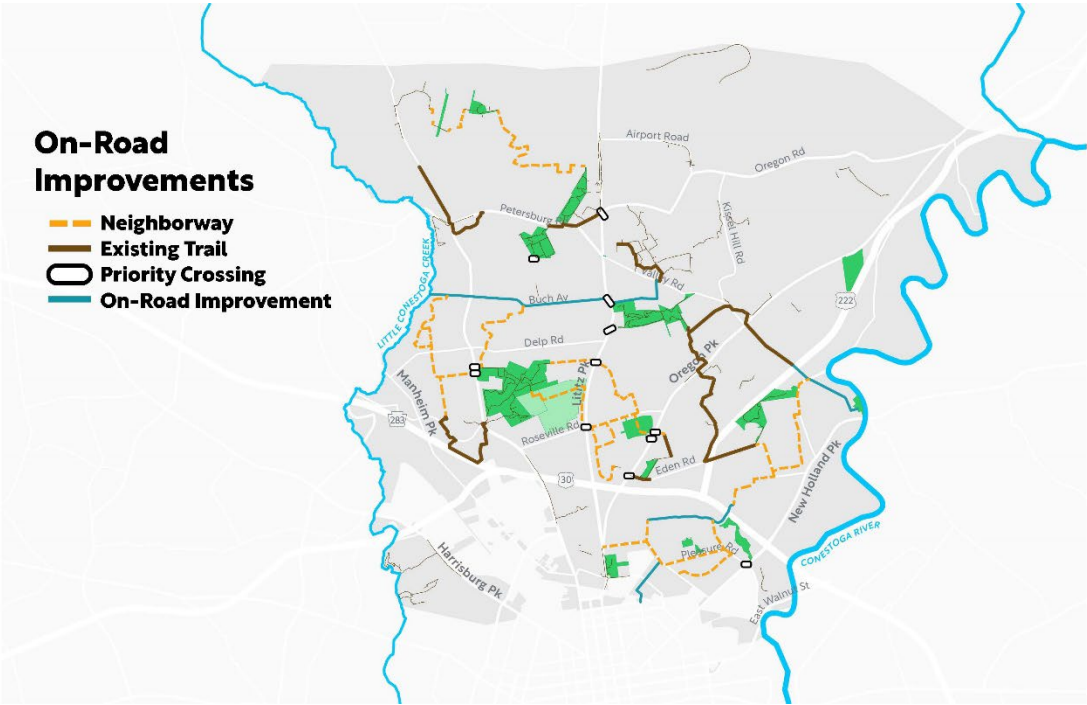 On-Road
Improvements
Neighborway
Existing Trail
Priority Crossing
On-Road Improvement
Airport Road
Oregon Rd
Kissel Hill Rd
Petersburg
Valley Rd
222
LITTLE CONESTOGA CREEK
Buch Av
Delp Rd
Oregon Pk
Lititz Pk
Manheim Pk
283
Roseville Rd
Eden Rd
30
New Holland Pk
CONESTOGA RIVER
Pleasure Rd
Harrisburg Pk
East Walnut St